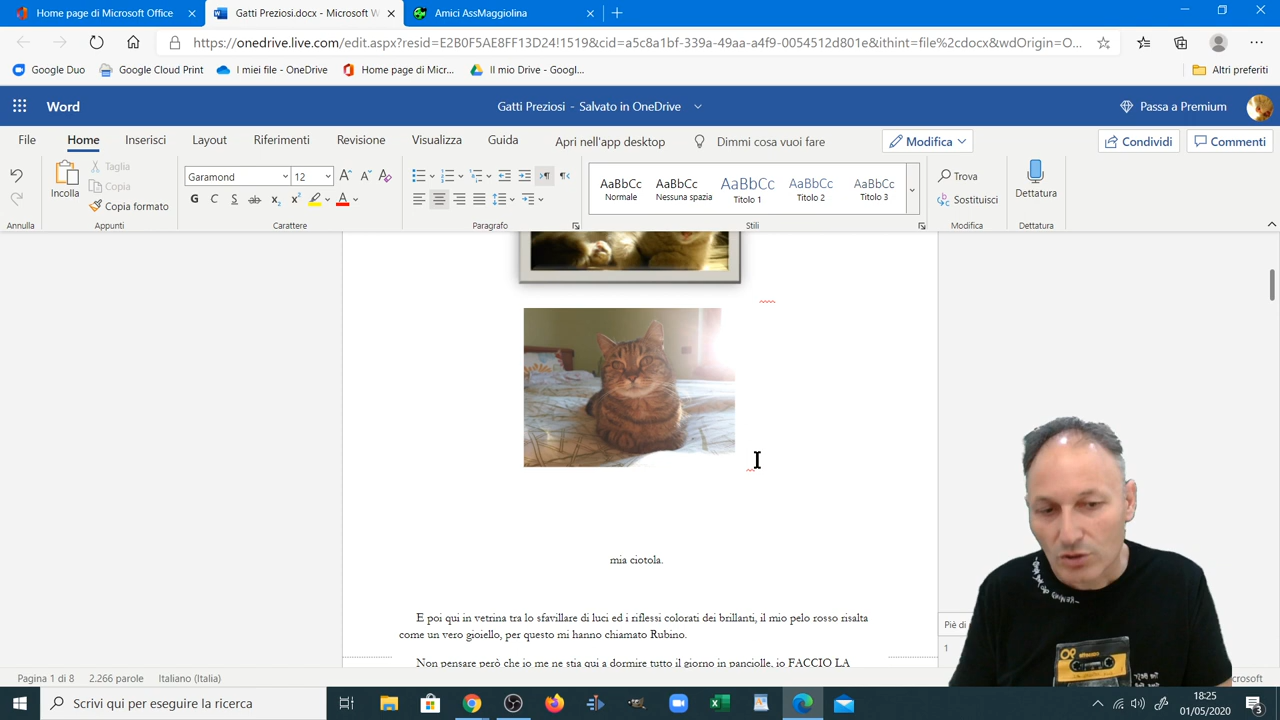 Home page di Microsoft Office
Gatti Preziosi.docx - Microsoft W
Amici AssMaggiolina
https://onedrive.live.com/edit.aspx?resid=E2B0F5AE8FF13D24!1519&cid=a5c8a1bf-339a-49aa-a4f9-0054512d801e&ithint=file%2cdocx&wdOrigin=O...
Google Duo
Google Cloud Print
I miei file - OneDrive
Home page di Micr...
Il mio Drive - Googl...
Altri preferiti
Word
Gatti Preziosi - Salvato in OneDrive
Passa a Premium
File
Home
Inserisci
Layout
Riferimenti
Revisione
Visualizza
Guida
Apri nell'app desktop
Dimmi cosa vuoi fare
Modifica
Condividi
Commenti
Incolla
Taglia
Copia
Copia formato
Garamond
12
G C S ab x₂ x² A
AaBbCc
Normale
AaBbCc
Nessuna spazia
AaBbCc
Titolo 1
AaBbCc
Titolo 2
AaBbCc
Titolo 3
Trova
Sostituisci
Dettatura
Annulla
Appunti
Carattere
Paragrafo
Stili
Modifica
Dettatura
mia ciotola.
E poi qui in vetrina tra lo sfavillare di luci ed i riflessi colorati dei brillanti, il mio pelo rosso risalta
come un vero gioiello, per questo mi hanno chiamato Rubino.
Non pensare però che io me ne stia qui a dormire tutto il giorno in panciolle, io FACCIO LA
Piè di
1
Pagina 1 di 8
2.266 parole
Italiano (Italia)
crosoft
Scrivi qui per eseguire la ricerca
18:25
01/05/2020
3